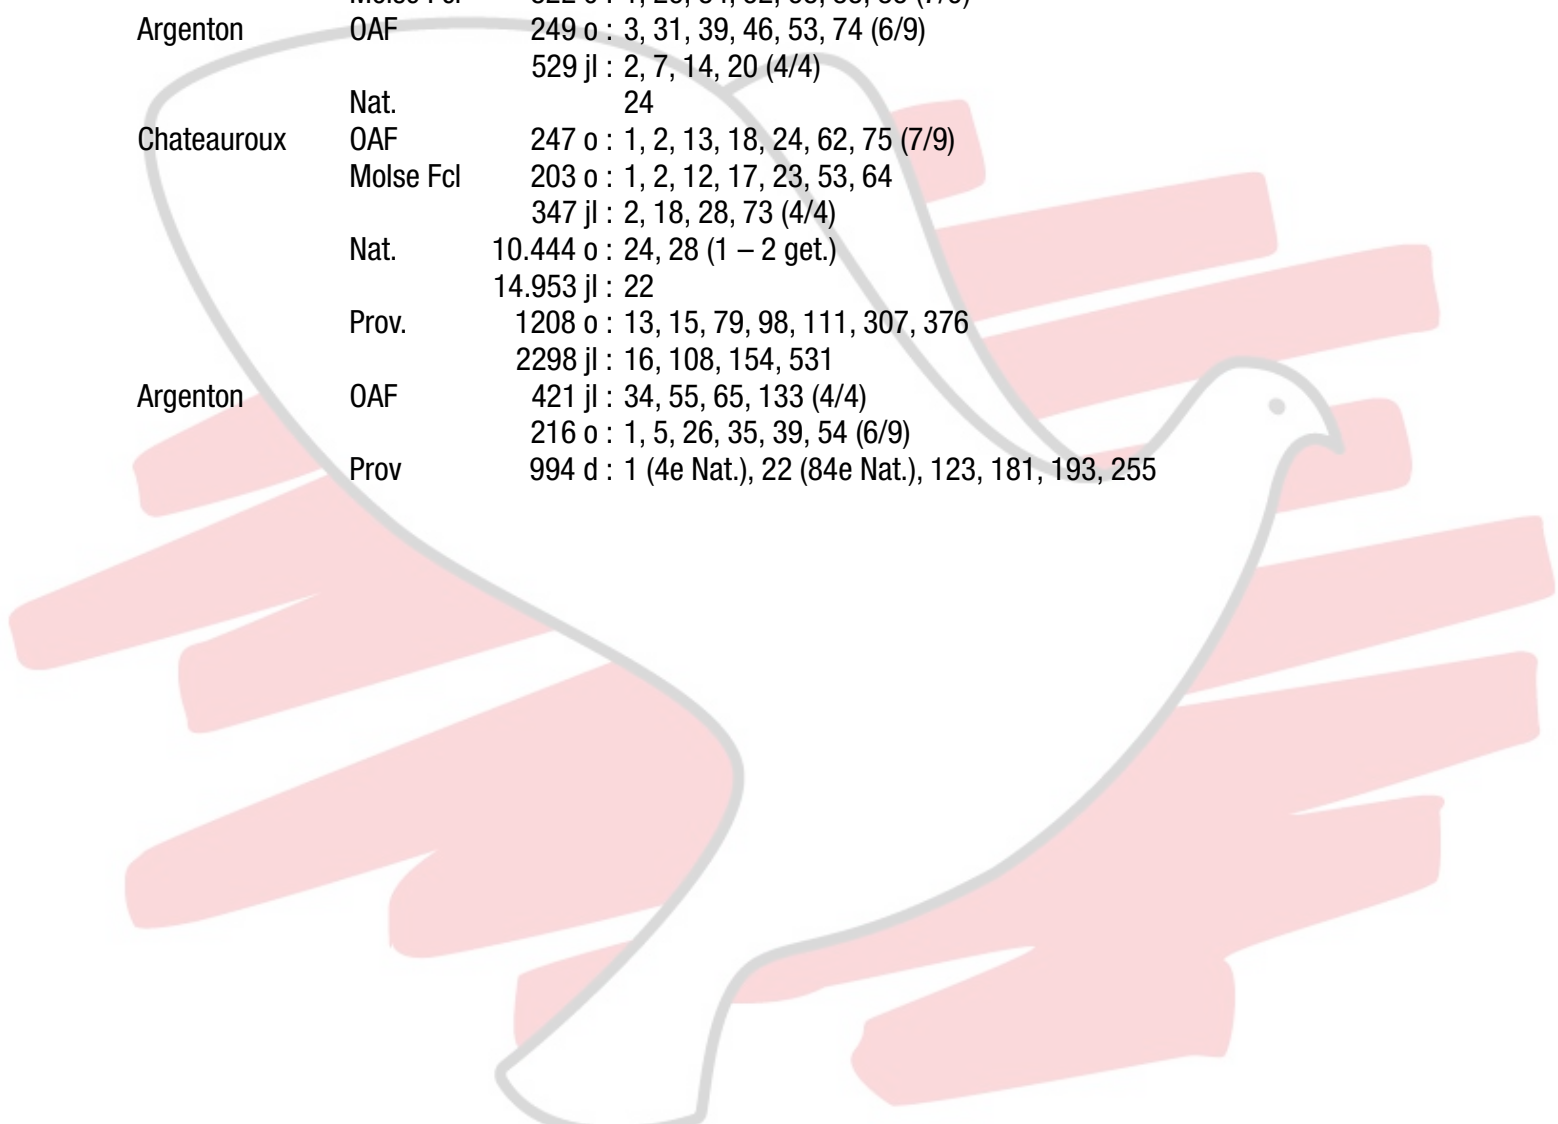 Argenton OAF 249 o : 3, 31, 39, 46, 53, 74 (6/9)
529 jl : 2, 7, 14, 20 (4/4)
Nat. 24
Chateauroux OAF 247 o : 1, 2, 13, 18, 24, 62, 75 (7/9)
Molse Fcl 203 o : 1, 2, 12, 17, 23, 53, 64
347 jl : 2, 18, 28, 73 (4/4)
Nat. 10.444 o : 24, 28 (1 – 2 get.)
14.953 jl : 22
Prov. 1208 o : 13, 15, 79, 98, 111, 307, 376
2298 jl : 16, 108, 154, 531
Argenton OAF 421 jl : 34, 55, 65, 133 (4/4)
216 o : 1, 5, 26, 35, 39, 54 (6/9)
Prov 994 d : 1 (4e Nat.), 22 (84e Nat.), 123, 181, 193, 255